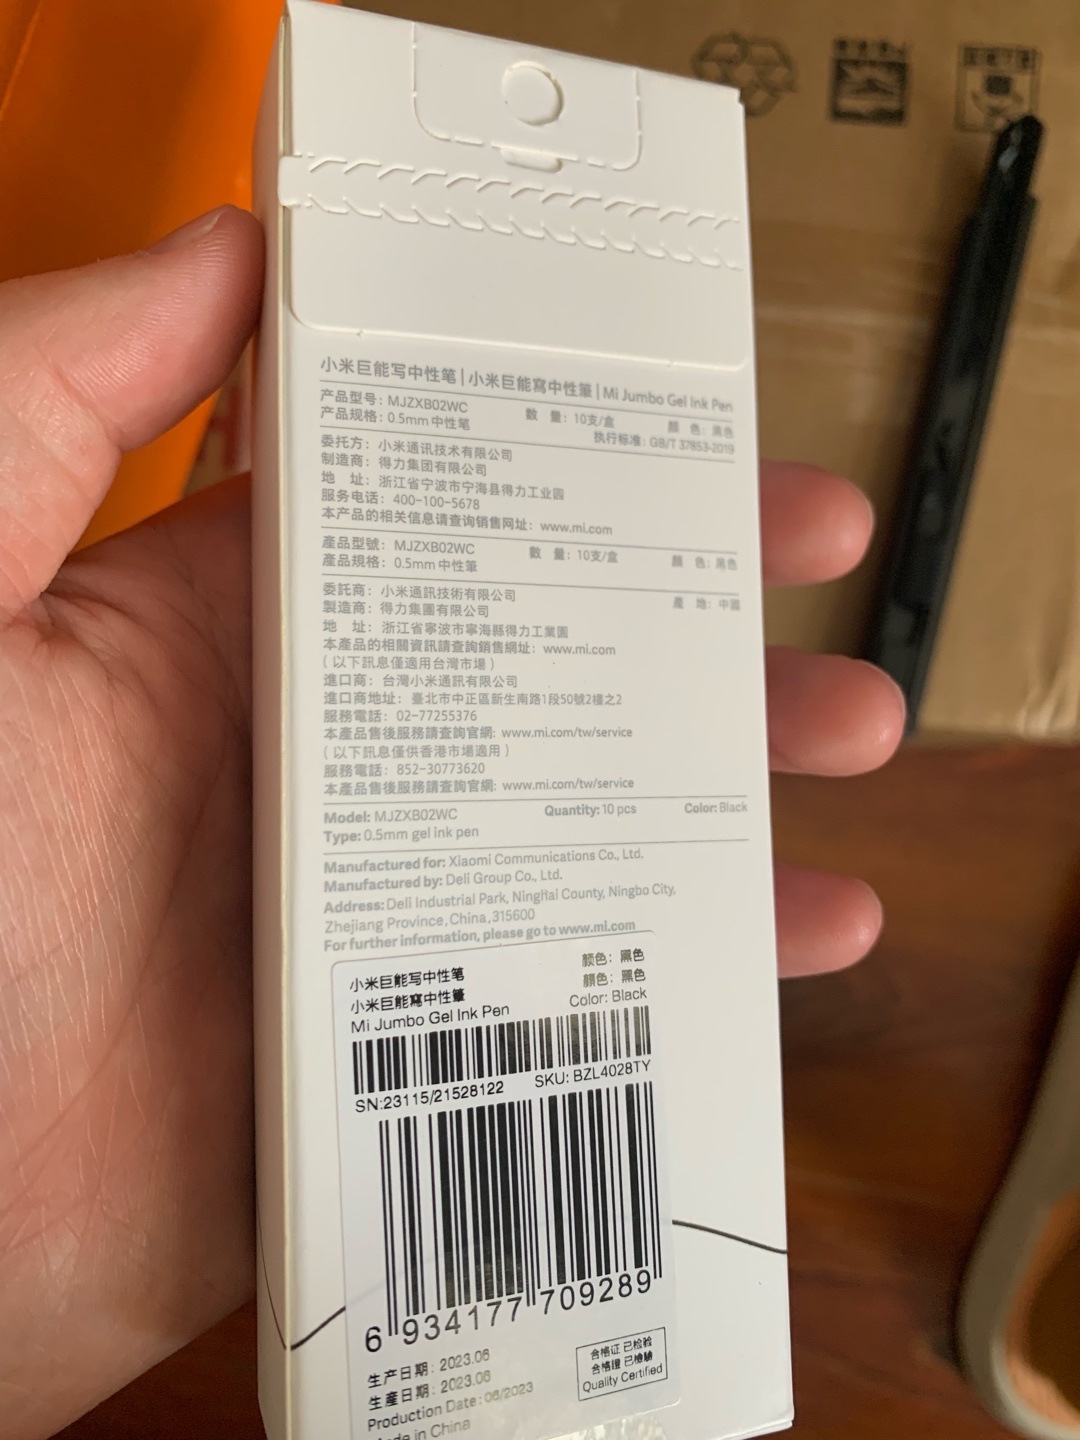 小米巨能写中性笔 | 小米巨能寫中性筆 | Mi Jumbo Gel Ink Pen
产品型号: MJZXB02WC 数 量: 10支/盒 颜 色: 黑色
产品规格: 0.5mm 中性笔 执行标准: GB/T 37853-2019
委托方: 小米通讯技术有限公司
制造商: 得力集团有限公司
地 址: 浙江省宁波市宁海县得力工业园
服务电话: 400-100-5678
本产品的相关信息请查询销售网址: www.mi.com
產品型號: MJZXB02WC 數 量: 10支/盒 顏 色: 黑色
產品規格: 0.5mm 中性筆
委託商: 小米通訊技術有限公司 產 地: 中國
製造商: 得力集團有限公司
地 址: 浙江省寧波市寧海縣得力工業園
本產品的相關資訊請查詢銷售網址: www.mi.com
(以下訊息僅適用台灣市場)
進口商: 台灣小米通訊有限公司
進口商地址: 臺北市中正區新生南路1段50號2樓之2
服務電話: 02-77255376
本產品售後服務請查詢官網: www.mi.com/tw/service
(以下訊息僅供香港市場適用)
服務電話: 852-30773620
本產品售後服務請查詢官網: www.mi.com/tw/service
Model: MJZXB02WC Quantity: 10 pcs Color: Black
Type: 0.5mm gel ink pen
Manufactured for: Xiaomi Communications Co., Ltd.
Manufactured by: Deli Group Co., Ltd.
Address: Deli Industrial Park, NingHai County, Ningbo City,
Zhejiang Province, China, 315600
For further information, please go to www.mi.com
小米巨能写中性笔 颜色: 黑色
小米巨能寫中性筆 顏色: 黑色
Mi Jumbo Gel Ink Pen Color: Black
SN:23115/21528122 SKU: BZL4028TY
6 934177 709289
生产日期: 2023.06
生產日期: 2023.06
Production Date: 06/2023
in China
合格证 已检验
合格證 已檢驗
Quality Certified